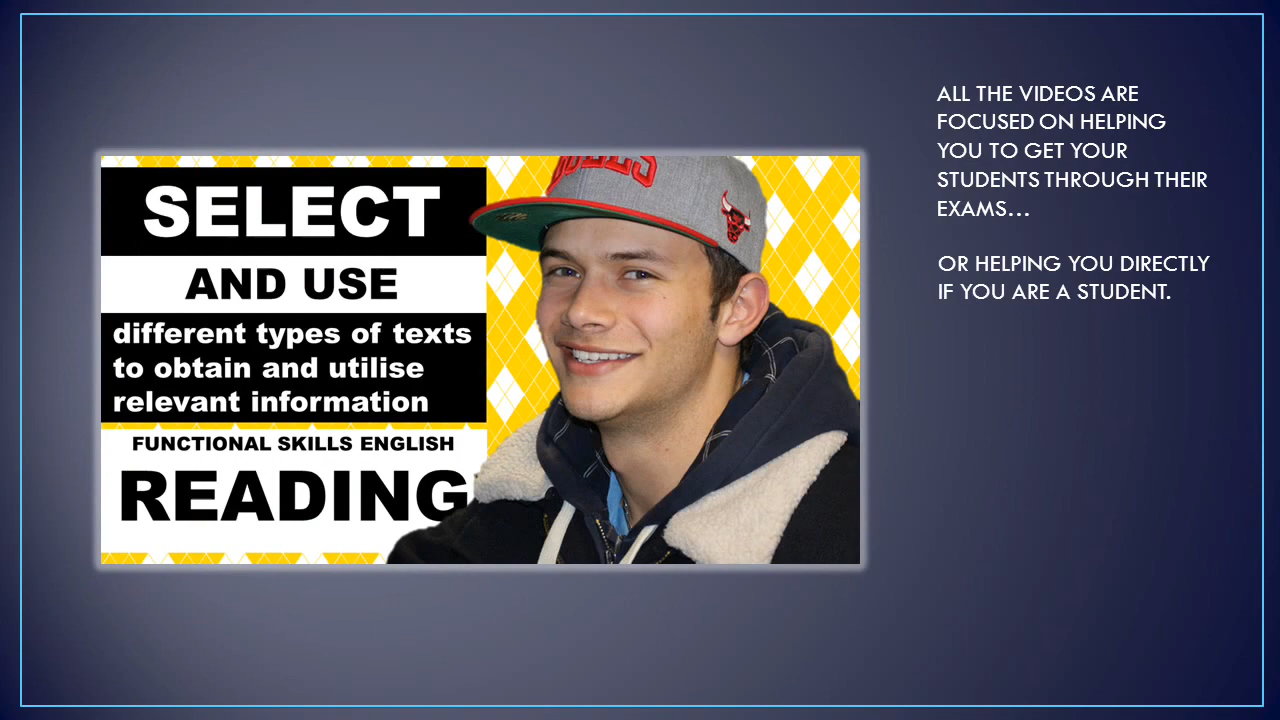 SELECT
AND USE
different types of texts
to obtain and utilise
relevant information
FUNCTIONAL SKILLS ENGLISH
READING
ALL THE VIDEOS ARE
FOCUSED ON HELPING
YOU TO GET YOUR
STUDENTS THROUGH THEIR
EXAMS…
OR HELPING YOU DIRECTLY
IF YOU ARE A STUDENT.